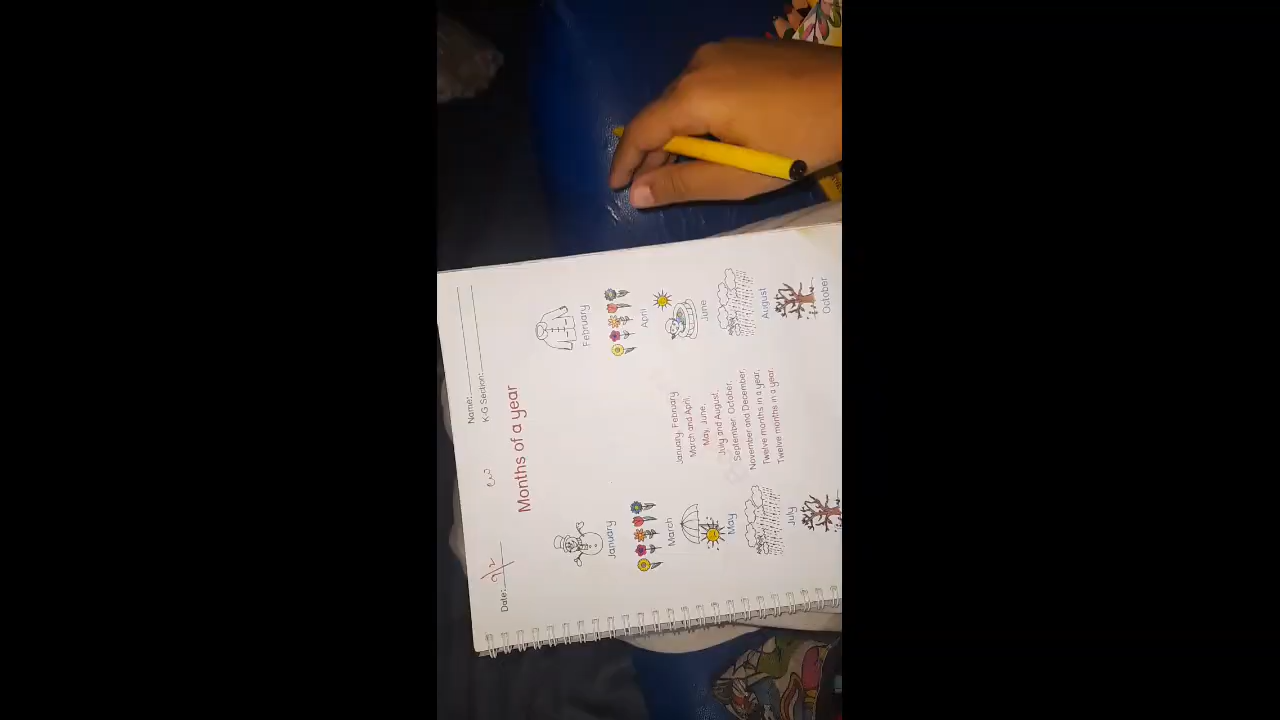 Name:
K-G Section:
Date:
Months of a year
January
February
March
April
May
June
January, February
March and April,
May, June,
July and August,
September, October,
November and December,
Twelve months in a year,
Twelve months in a year.
July
August
October